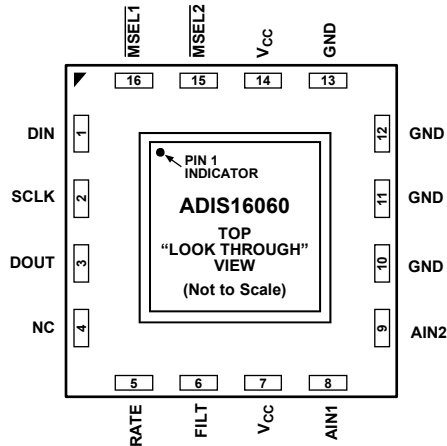 MSEL1
MSEL2
VCC
GND
16
15
14
13
DIN
1
SCLK
2
DOUT
3
NC
4
12
GND
11
GND
10
GND
9
AIN2
PIN 1
INDICATOR
ADIS16060
TOP
“LOOK THROUGH”
VIEW
(Not to Scale)
5
6
7
8
RATE
FILT
VCC
AIN1